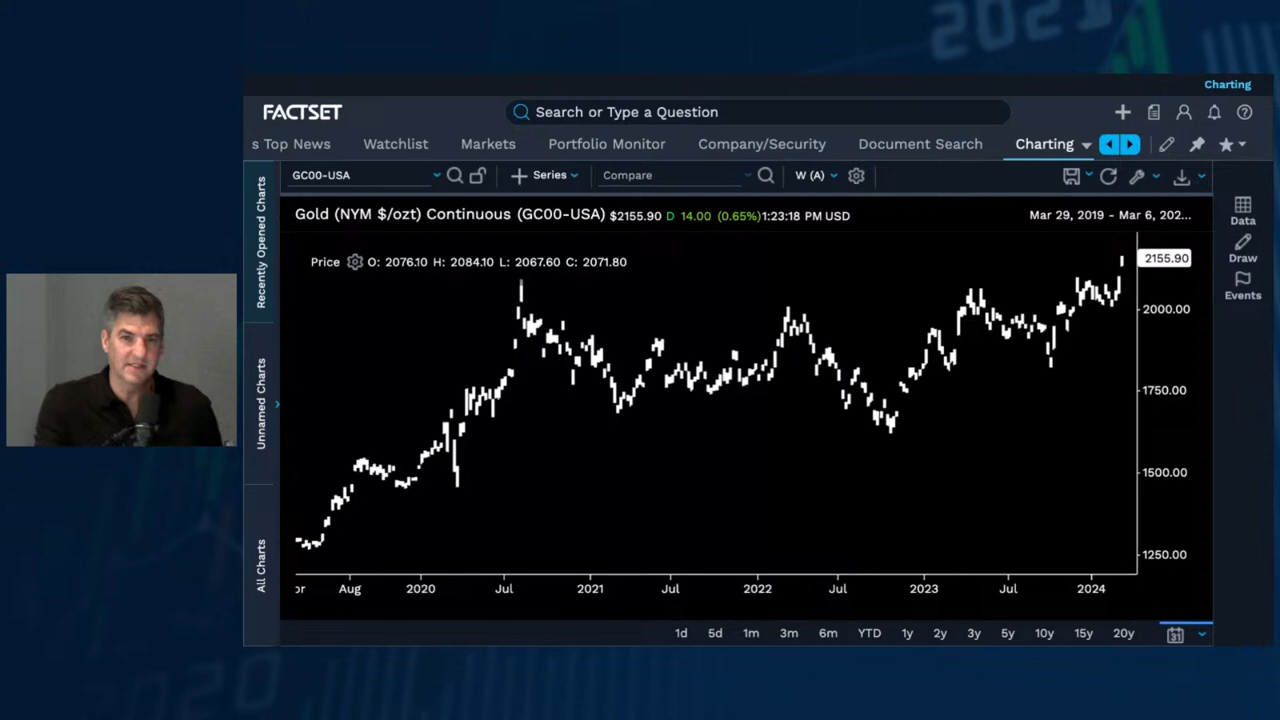 2021
Charting
FACTSET
Search or Type a Question
s Top News Watchlist Markets Portfolio Monitor Company/Security Document Search Charting
GC00-USA Series Compare W (A)
Gold (NYM $/ozt) Continuous (GC00-USA) $2155.90 D 14.00 (0.65%) 1:23:18 PM USD Mar 29, 2019 - Mar 6, 202...
Price O: 2076.10 H: 2084.10 L: 2067.60 C: 2071.80
Recently Opened Charts
Unnamed Charts
All Charts
Data
Draw
Events
2155.90
2000.00
1750.00
1500.00
1250.00
or Aug 2020 Jul 2021 Jul 2022 Jul 2023 Jul 2024
1d 5d 1m 3m 6m YTD 1y 2y 3y 5y 10y 15y 20y
31
2020